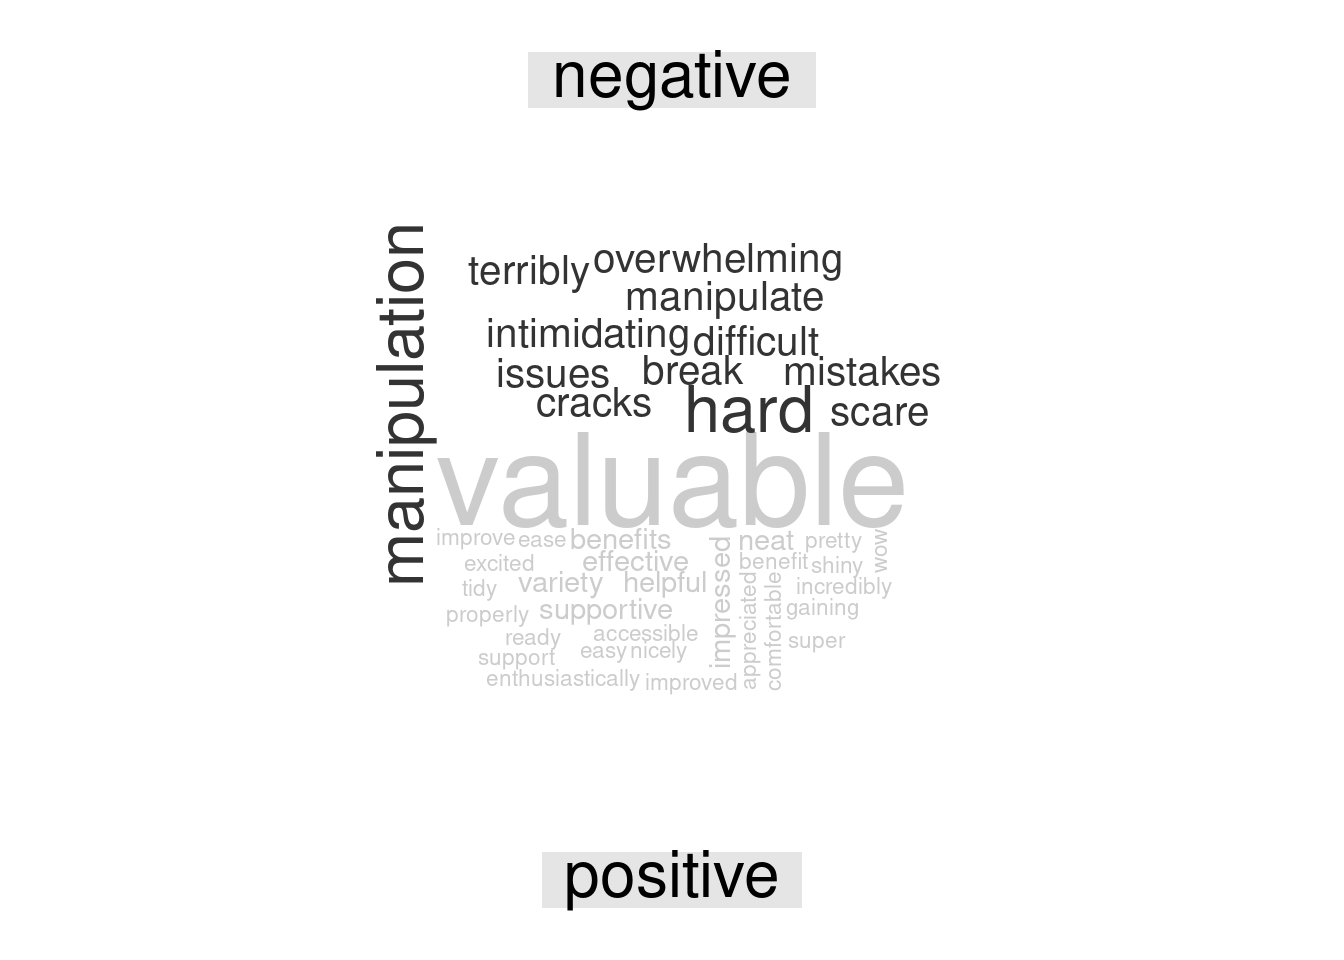 negative
manipulation
terribly overwhelming
manipulate
intimidating difficult
issues break mistakes
cracks hard scare
valuable
improve ease benefits impressed neat pretty wow
excited effective benefit shiny
tidy variety helpful appreciated comfortable incredibly
properly supportive gaining
ready accessible super
support easy nicely
enthusiastically improved
positive